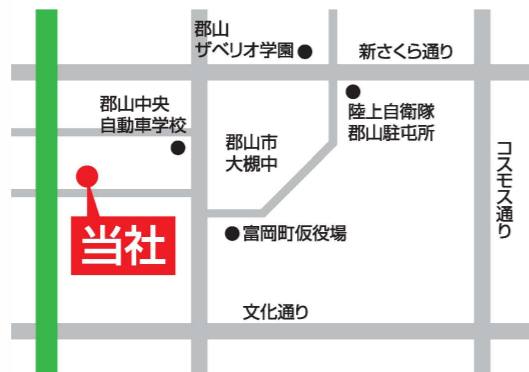 郡山
ザベリオ学園
新さくら通り
郡山中央
自動車学校
陸上自衛隊
郡山駐屯所
郡山市
大槻中
コスモス通り
当社
富岡町仮役場
文化通り